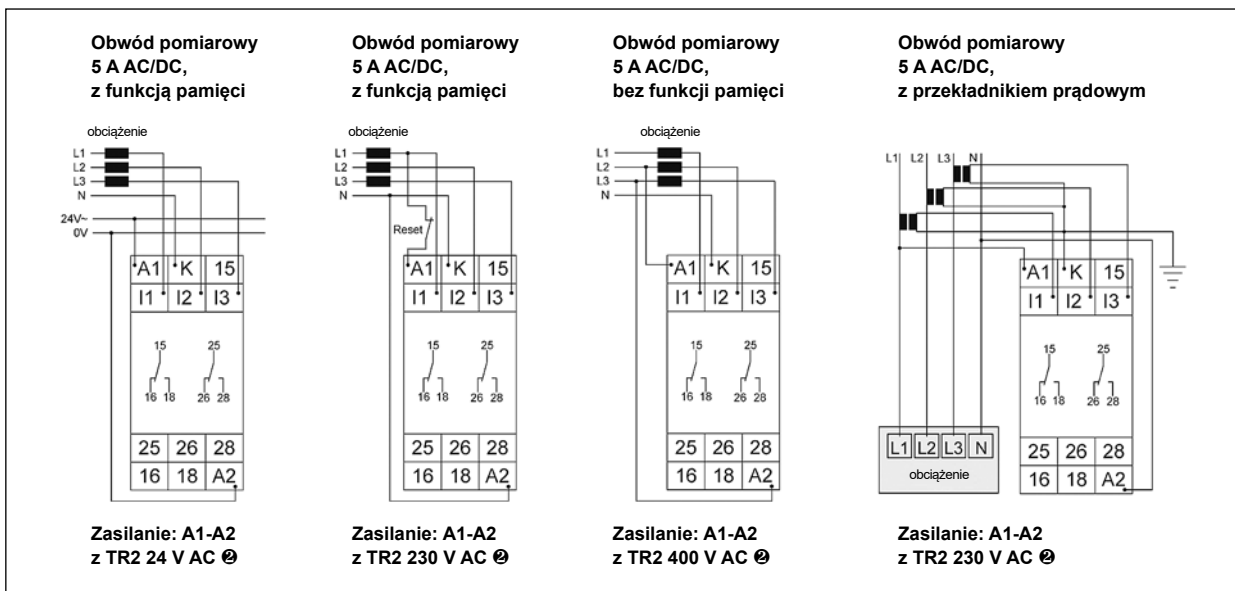 Obwód pomiarowy
5 A AC/DC,
z funkcją pamięci
obciążenie
L1
L2
L3
N
24V~
0V
A1 K 15
I1 I2 I3
15 25
16 18 26 28
25 26 28
16 18 A2
Zasilanie: A1-A2
z TR2 24 V AC ❷
Obwód pomiarowy
5 A AC/DC,
z funkcją pamięci
obciążenie
L1
L2
L3
N
Reset
A1 K 15
I1 I2 I3
15 25
16 18 26 28
25 26 28
16 18 A2
Zasilanie: A1-A2
z TR2 230 V AC ❷
Obwód pomiarowy
5 A AC/DC,
bez funkcji pamięci
obciążenie
L1
L2
L3
N
A1 K 15
I1 I2 I3
15 25
16 18 26 28
25 26 28
16 18 A2
Zasilanie: A1-A2
z TR2 400 V AC ❷
Obwód pomiarowy
5 A AC/DC,
z przekładnikiem prądowym
L1 L2 L3 N
A1 K 15
I1 I2 I3
15 25
16 18 26 28
L1 L2 L3 N
obciążenie
25 26 28
16 18 A2
Zasilanie: A1-A2
z TR2 230 V AC ❷